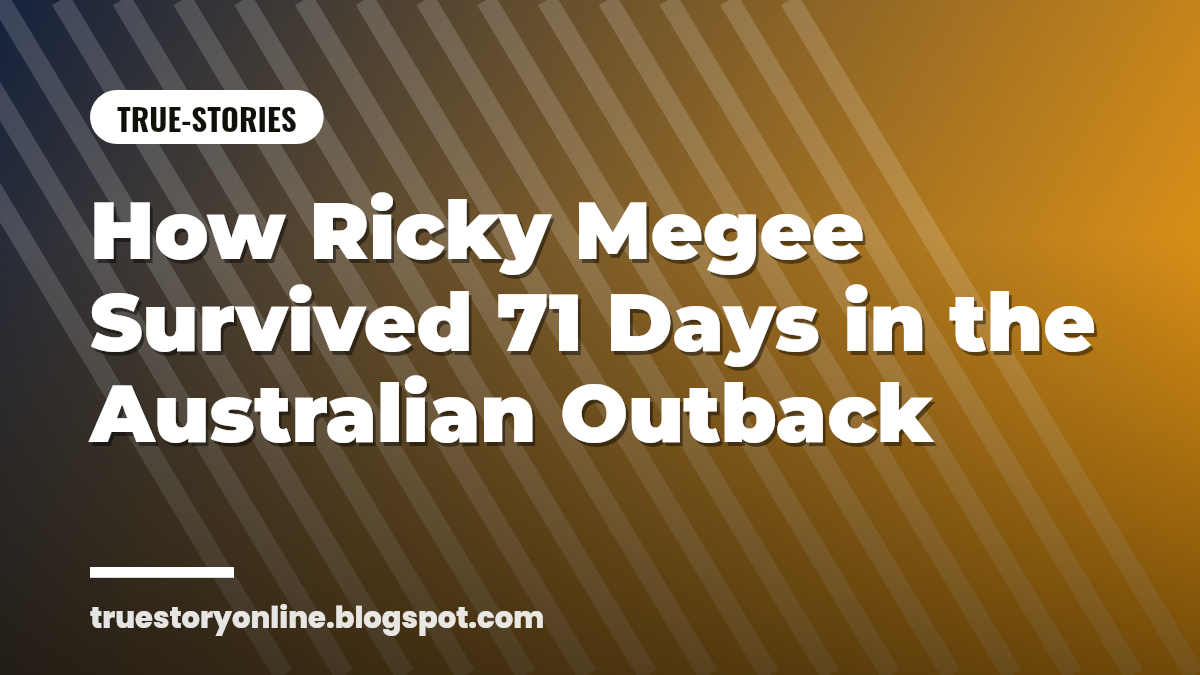 TRUE-STORIES
How Ricky Megee
Survived 71 Days in the
Australian Outback
truestoryonline.blogspot.com